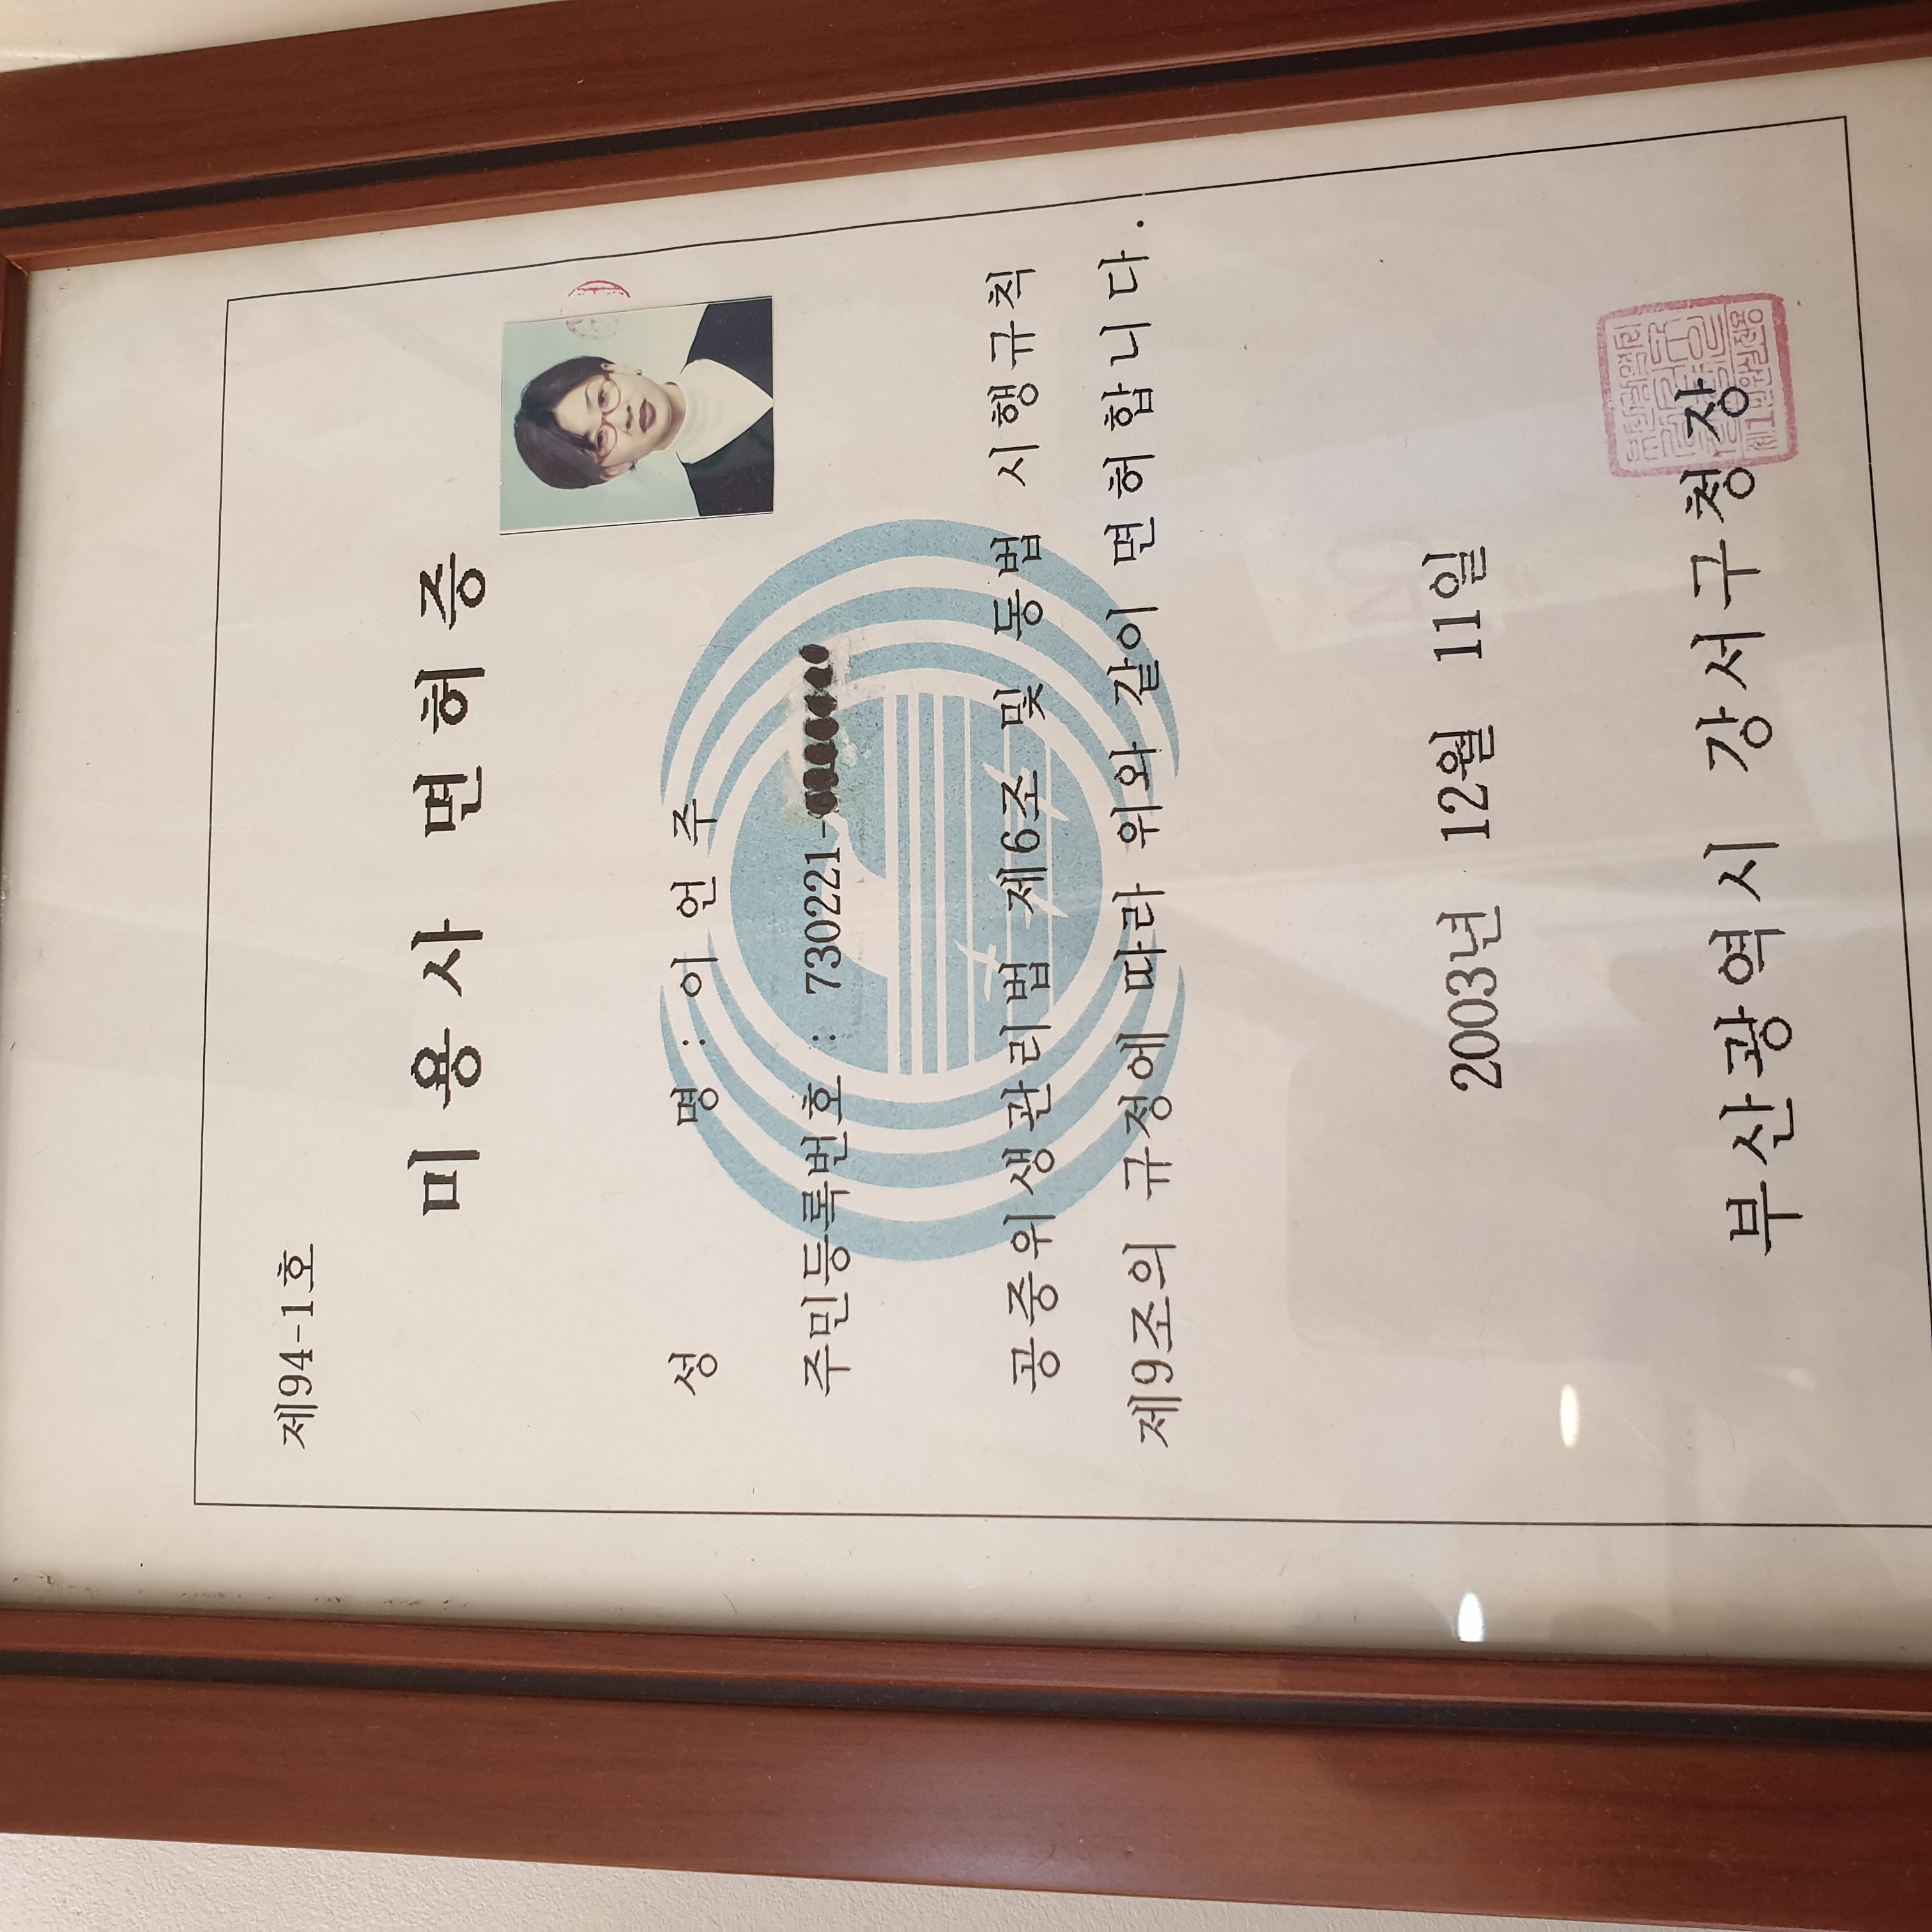 제94-1호
미 용 사 면 허 증
성 명 : 이 언 주
주민등록번호 : 730221-
공중위생관리법 제6조 및 동법 시행규칙
제9조의 규정에 따라 위와 같이 면허합니다.
2003년 12월 11일
부산광역시 강서구청장